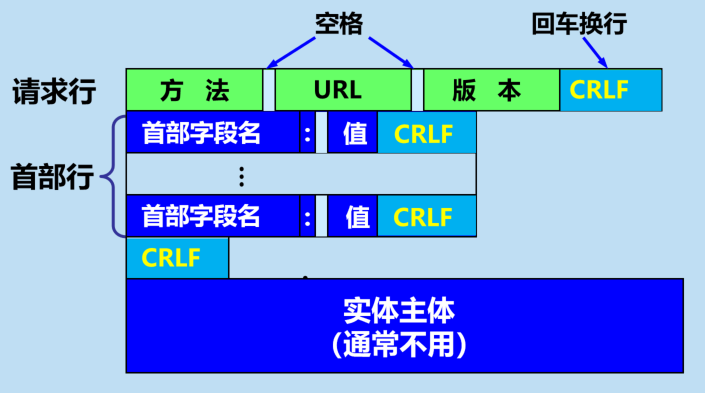 空格 回车换行
请求行 方 法 URL 版 本 CRLF
首部字段名 : 值 CRLF
首部行 ⋮
首部字段名 : 值 CRLF
CRLF
实体主体
(通常不用)